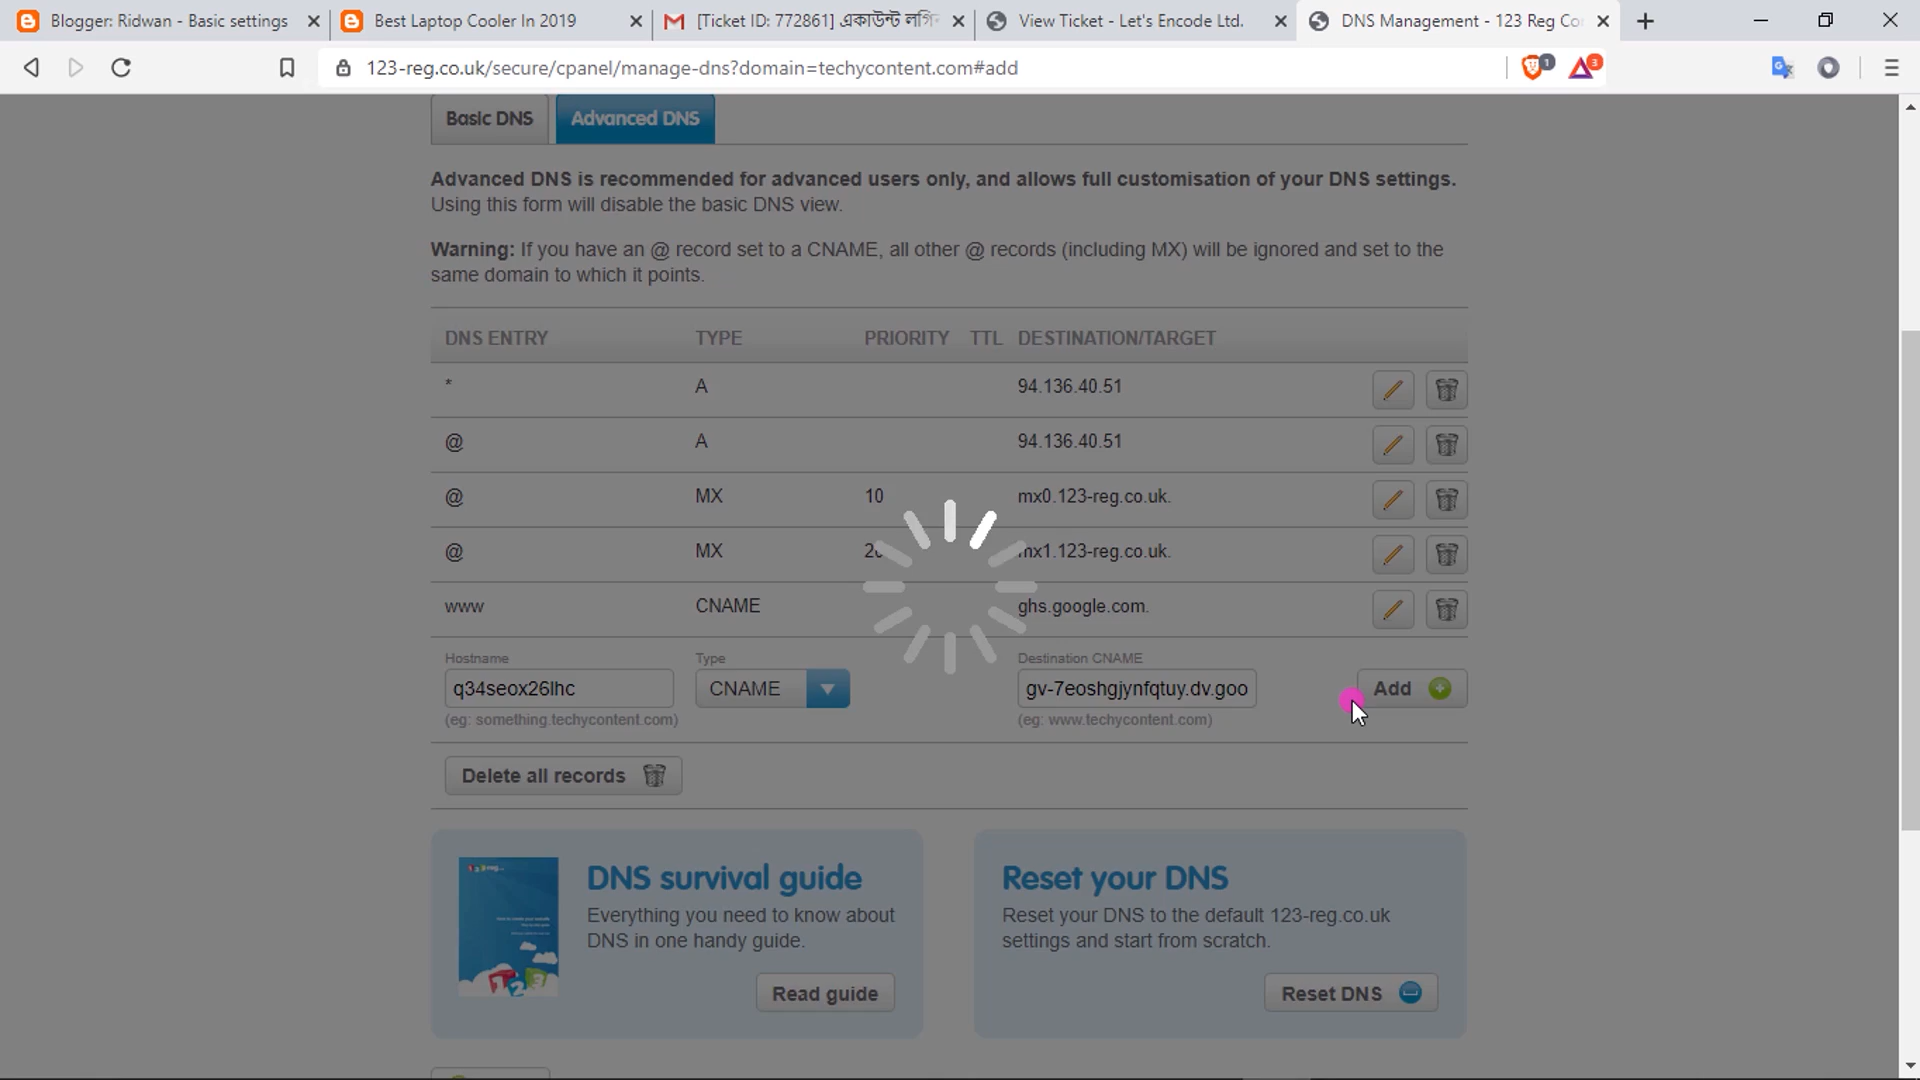 Blogger: Ridwan - Basic settings
Best Laptop Cooler In 2019
[Ticket ID: 772861] একাউন্ট লগি
View Ticket - Let's Encode Ltd.
DNS Management - 123 Reg Co
123-reg.co.uk/secure/cpanel/manage-dns?domain=techycontent.com#add
1
3
Basic DNS
Advanced DNS
Advanced DNS is recommended for advanced users only, and allows full customisation of your DNS settings.
Using this form will disable the basic DNS view.
Warning: If you have an @ record set to a CNAME, all other @ records (including MX) will be ignored and set to the
same domain to which it points.
DNS ENTRY TYPE PRIORITY TTL DESTINATION/TARGET
* A 94.136.40.51
@ A 94.136.40.51
@ MX 10 mx0.123-reg.co.uk.
@ MX 20 mx1.123-reg.co.uk.
www CNAME ghs.google.com.
Hostname Type Destination CNAME
q34seox26lhc CNAME gv-7eoshgjynfqtuy.dv.goo Add
(eg: something.techycontent.com) (eg: www.techycontent.com)
Delete all records
DNS survival guide
Everything you need to know about
DNS in one handy guide.
Read guide
Reset your DNS
Reset your DNS to the default 123-reg.co.uk
settings and start from scratch.
Reset DNS